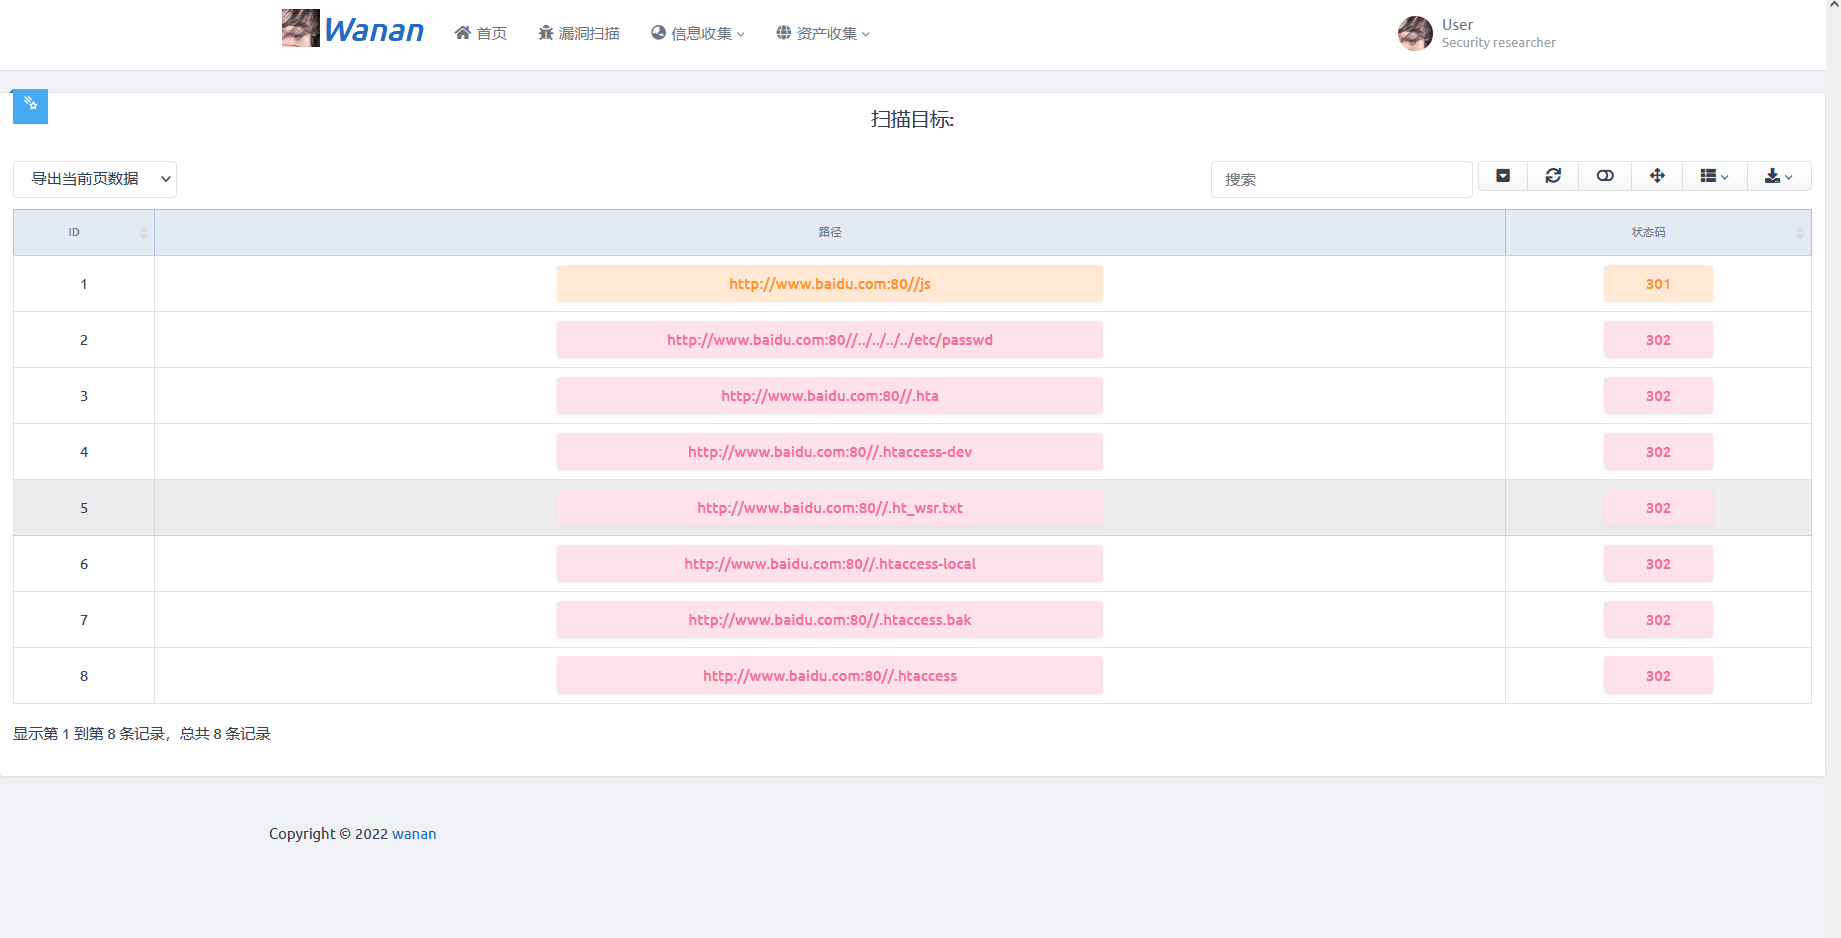 Wanan 首页 漏洞扫描 信息收集 资产收集 User
Security researcher
扫描目标:
导出当前页数据 搜索
ID 路径 状态码
1 http://www.baidu.com:80//js 301
2 http://www.baidu.com:80//../../../../etc/passwd 302
3 http://www.baidu.com:80//.hta 302
4 http://www.baidu.com:80//.htaccess-dev 302
5 http://www.baidu.com:80//.ht_wsr.txt 302
6 http://www.baidu.com:80//.htaccess-local 302
7 http://www.baidu.com:80//.htaccess.bak 302
8 http://www.baidu.com:80//.htaccess 302
显示第 1 到第 8 条记录，总共 8 条记录
Copyright © 2022 wanan